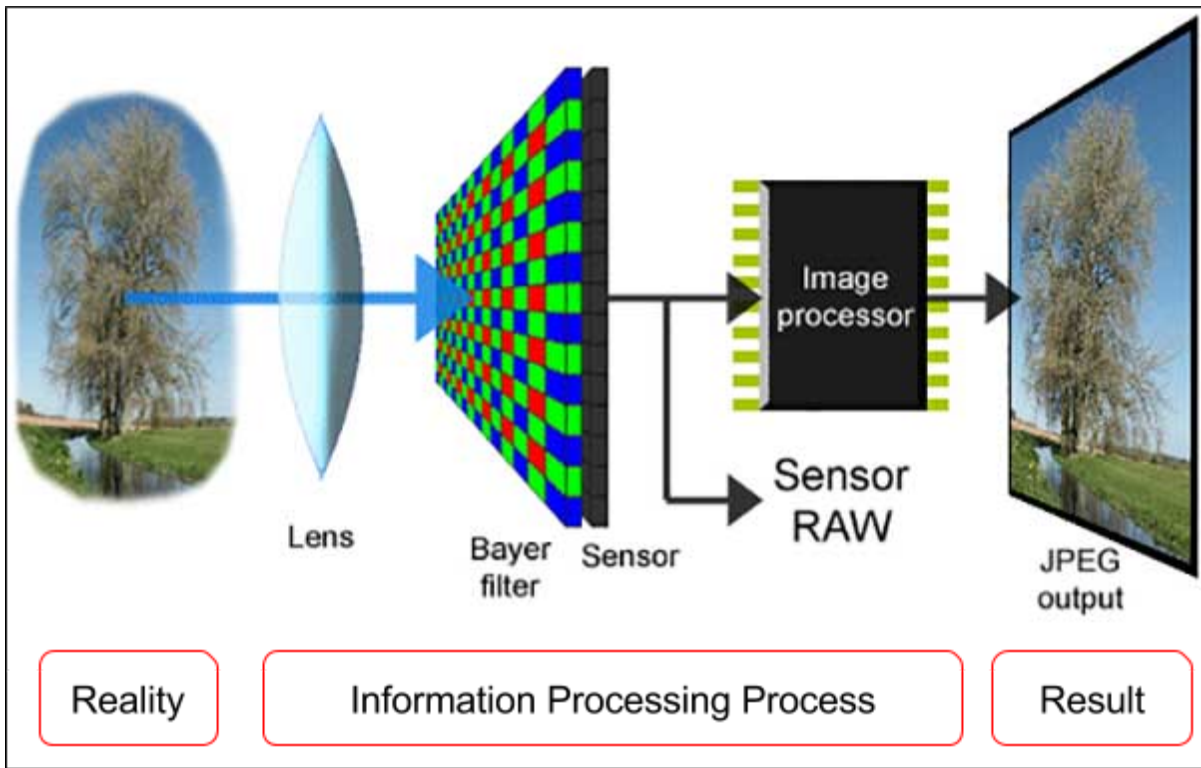 Lens
Bayer
filter
Sensor
Image
processor
Sensor
RAW
JPEG
output
Reality
Information Processing Process
Result